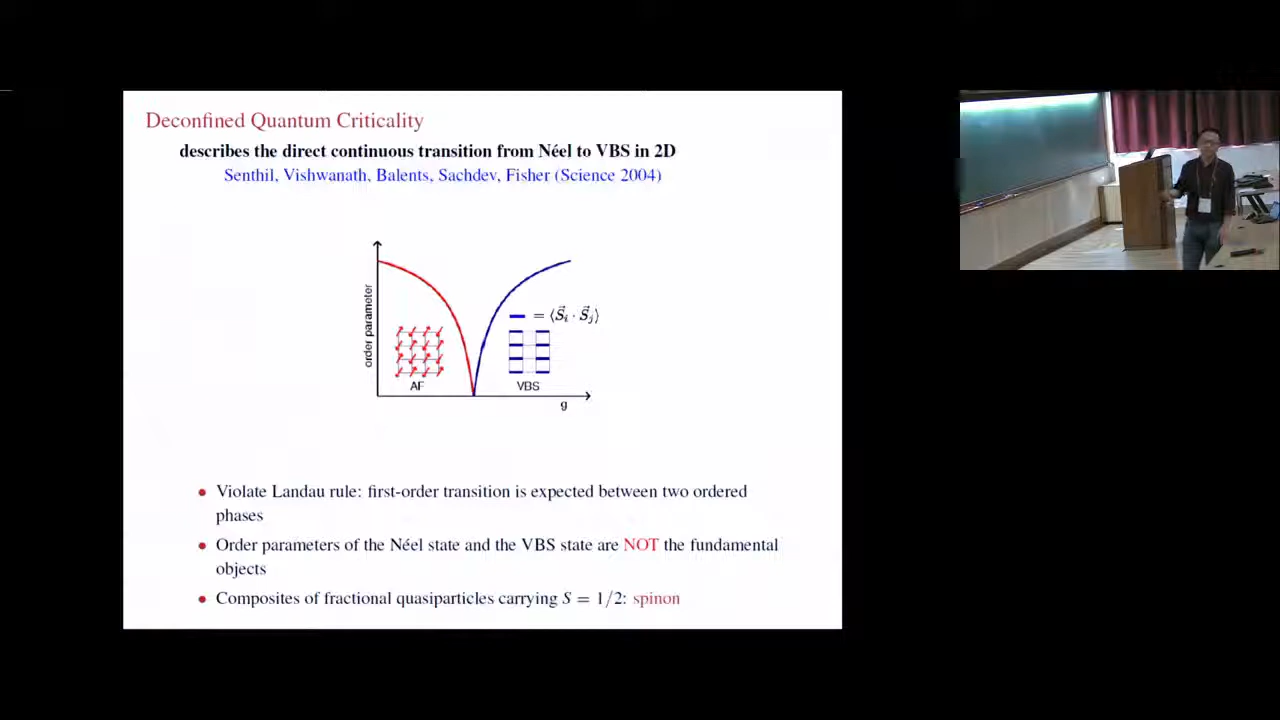 Deconfined Quantum Criticality
describes the direct continuous transition from Néel to VBS in 2D
Senthil, Vishwanath, Balents, Sachdev, Fisher (Science 2004)
order parameter
= ⟨S⃗ᵢ · S⃗ⱼ⟩
AF
VBS
g
• Violate Landau rule: first-order transition is expected between two ordered
phases
• Order parameters of the Néel state and the VBS state are NOT the fundamental
objects
• Composites of fractional quasiparticles carrying S = 1/2: spinon